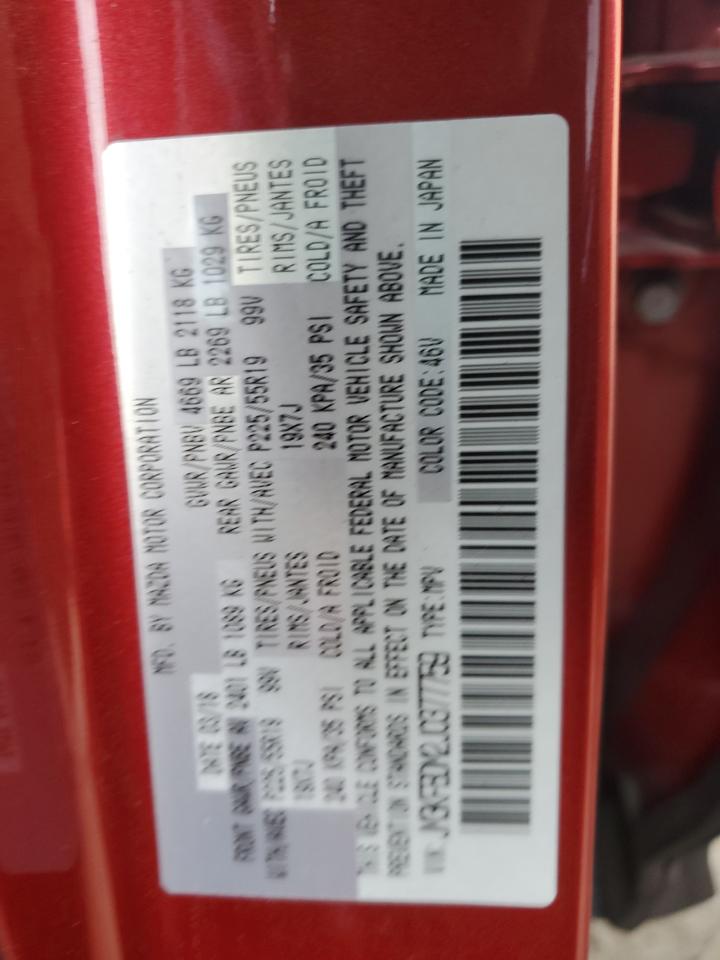 MFD. BY MAZDA MOTOR CORPORATION
DATE 03/18 GVWR/PNBV 4669 LB 2118 KG
FRONT GAWR/PNBE AV 2401 LB 1089 KG REAR GAWR/PNBE AR 2269 LB 1029 KG
WITH/AVEC P225/55R19 99V TIRES/PNEUS WITH/AVEC P225/55R19 99V TIRES/PNEUS
19X7J RIMS/JANTES 19X7J RIMS/JANTES
240 KPA/35 PSI COLD/A FROID 240 KPA/35 PSI COLD/A FROID
THIS VEHICLE CONFORMS TO ALL APPLICABLE FEDERAL MOTOR VEHICLE SAFETY AND THEFT
PREVENTION STANDARDS IN EFFECT ON THE DATE OF MANUFACTURE SHOWN ABOVE.
VIN: TYPE:MPV COLOR CODE:46V MADE IN JAPAN